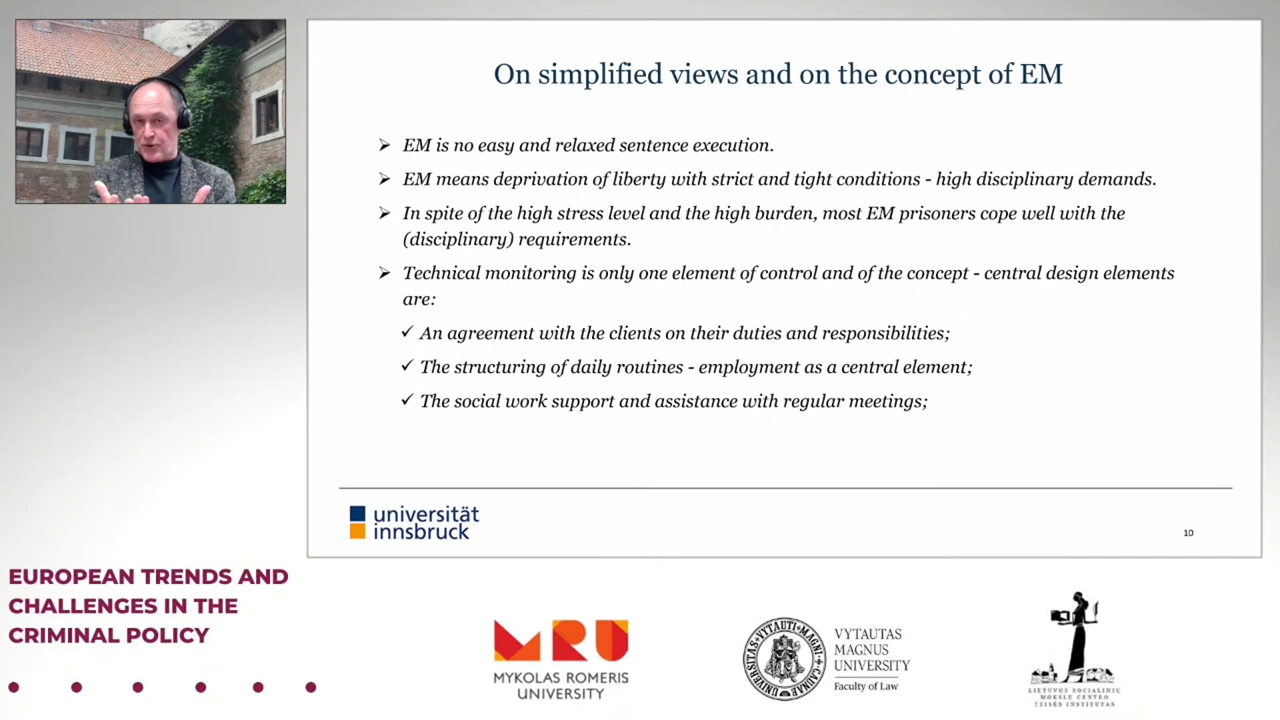 On simplified views and on the concept of EM
➢ EM is no easy and relaxed sentence execution.
➢ EM means deprivation of liberty with strict and tight conditions - high disciplinary demands.
➢ In spite of the high stress level and the high burden, most EM prisoners cope well with the
(disciplinary) requirements.
➢ Technical monitoring is only one element of control and of the concept - central design elements
are:
✓ An agreement with the clients on their duties and responsibilities;
✓ The structuring of daily routines - employment as a central element;
✓ The social work support and assistance with regular meetings;
universität
innsbruck
10
EUROPEAN TRENDS AND
CHALLENGES IN THE
CRIMINAL POLICY
MRU
MYKOLAS ROMERIS
UNIVERSITY
VYTAUTAS
MAGNUS
UNIVERSITY
Faculty of Law
LIETUVOS SOCIALINIŲ
MOKSLŲ CENTRO
TEISĖS INSTITUTAS